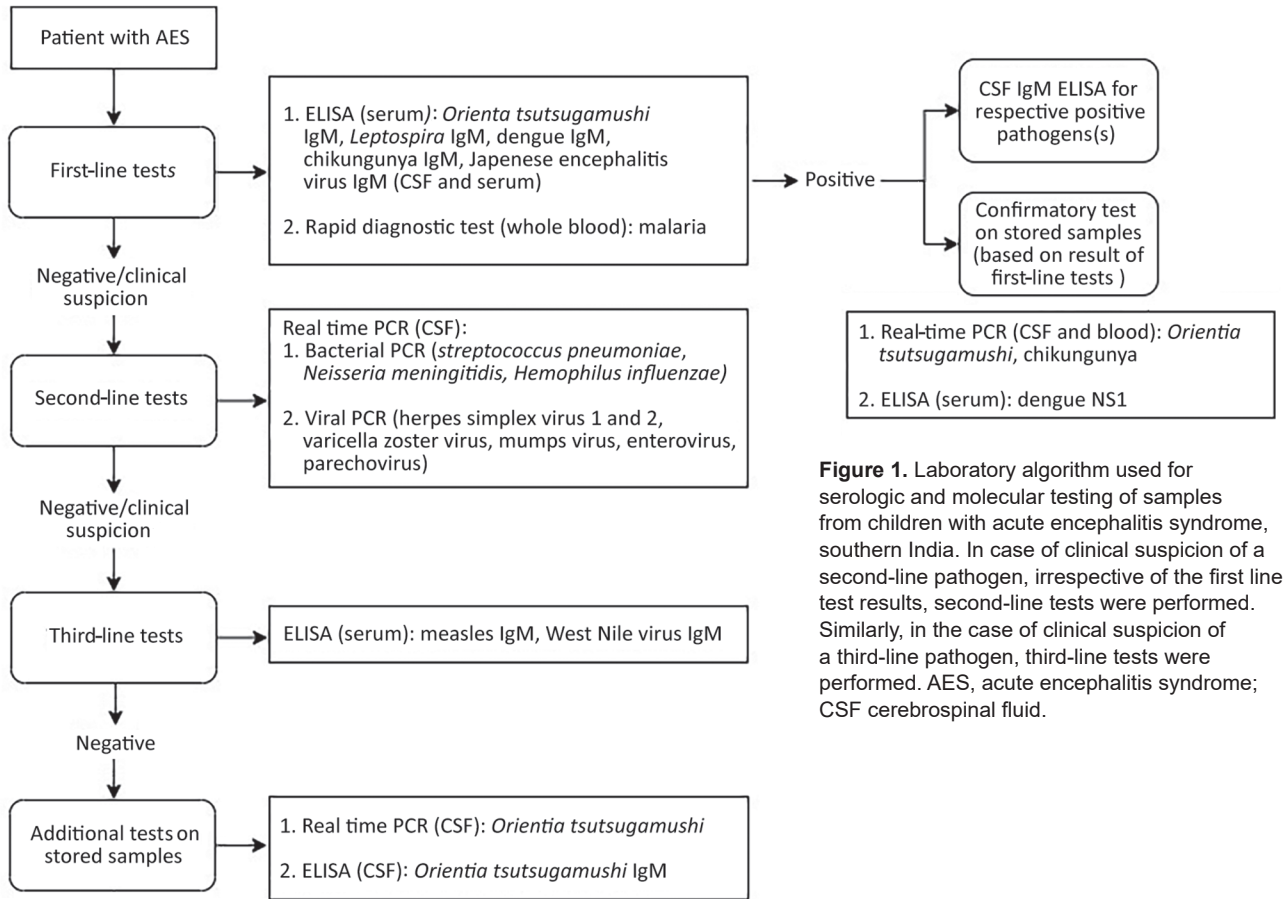 Patient with AES
First-line tests
1. ELISA (serum): Orienta tsutsugamushi
IgM, Leptospira IgM, dengue IgM,
chikungunya IgM, Japenese encephalitis
virus IgM (CSF and serum)
2. Rapid diagnostic test (whole blood): malaria
Positive
CSF IgM ELISA for
respective positive
pathogens(s)
Confirmatory test
on stored samples
(based on result of
first-line tests )
1. Real-time PCR (CSF and blood): Orientia
tsutsugamushi, chikungunya
2. ELISA (serum): dengue NS1
Negative/clinical
suspicion
Second-line tests
Real time PCR (CSF):
1. Bacterial PCR (streptococcus pneumoniae,
Neisseria meningitidis, Hemophilus influenzae)
2. Viral PCR (herpes simplex virus 1 and 2,
varicella zoster virus, mumps virus, enterovirus,
parechovirus)
Negative/clinical
suspicion
Third-line tests
ELISA (serum): measles IgM, West Nile virus IgM
Negative
Additional tests on
stored samples
1. Real time PCR (CSF): Orientia tsutsugamushi
2. ELISA (CSF): Orientia tsutsugamushi IgM
Figure 1. Laboratory algorithm used for
serologic and molecular testing of samples
from children with acute encephalitis syndrome,
southern India. In case of clinical suspicion of a
second-line pathogen, irrespective of the first line
test results, second-line tests were performed.
Similarly, in the case of clinical suspicion of
a third-line pathogen, third-line tests were
performed. AES, acute encephalitis syndrome;
CSF cerebrospinal fluid.